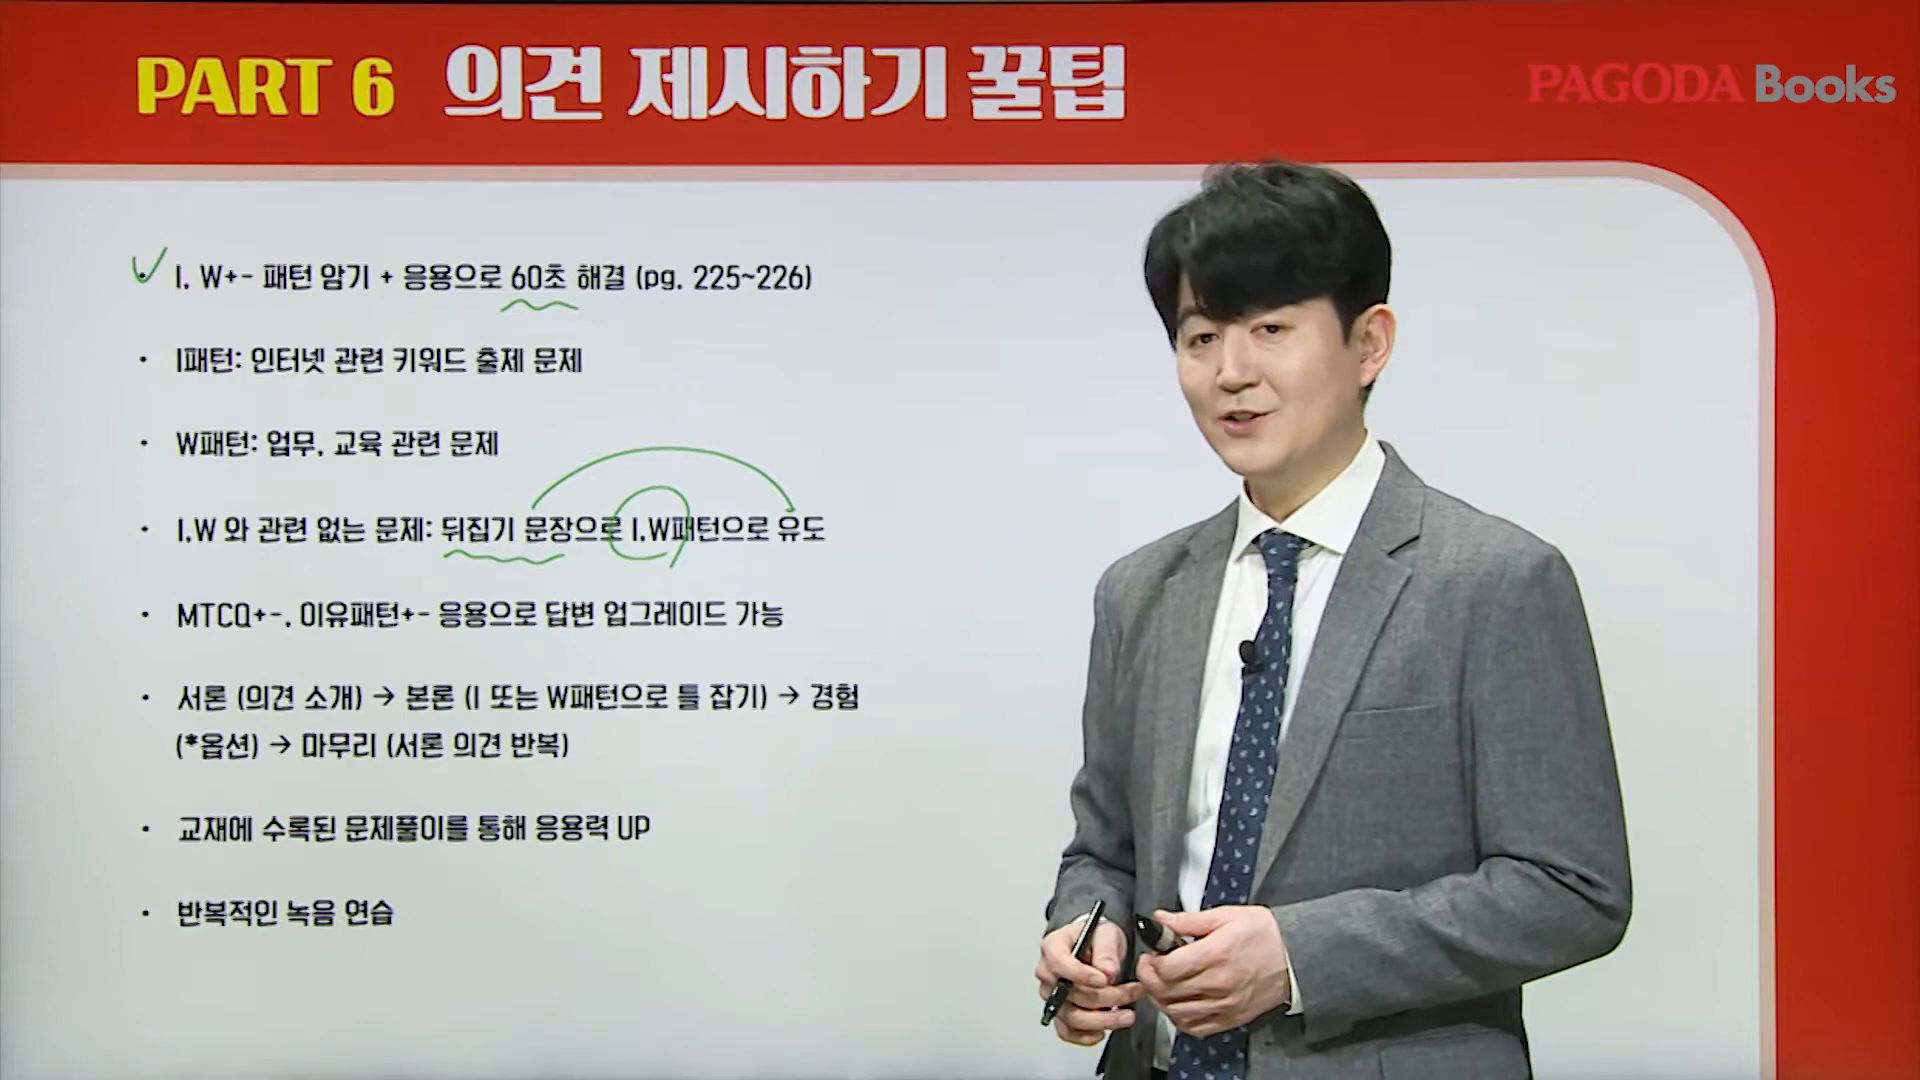 PART 6 의견 제시하기 꿀팁
PAGODA Books
• I, W+- 패턴 암기 + 응용으로 60초 해결 (pg. 225~226)
• I패턴: 인터넷 관련 키워드 출제 문제
• W패턴: 업무, 교육 관련 문제
• I,W 와 관련 없는 문제: 뒤집기 문장으로 I,W패턴으로 유도
• MTCQ+-, 이유패턴+- 응용으로 답변 업그레이드 가능
• 서론 (의견 소개) → 본론 (I 또는 W패턴으로 틀 잡기) → 경험
(*옵션) → 마무리 (서론 의견 반복)
• 교재에 수록된 문제풀이를 통해 응용력 UP
• 반복적인 녹음 연습